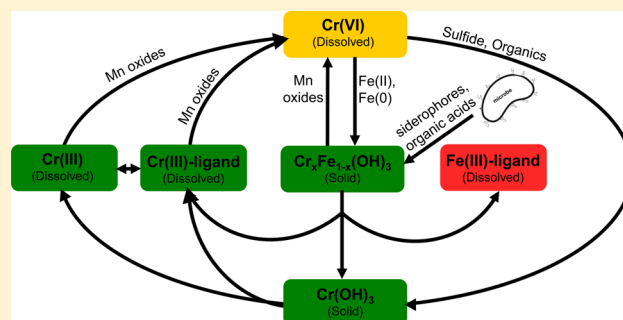 Cr(VI)
(Dissolved)
Sulfide, Organics
Mn oxides
Mn oxides
Mn
oxides
Fe(II),
Fe(0)
microbe
siderophores,
organic acids
Cr(III)
(Dissolved)
Cr(III)-ligand
(Dissolved)
CrₓFe₁₋ₓ(OH)₃
(Solid)
Fe(III)-ligand
(Dissolved)
Cr(OH)₃
(Solid)